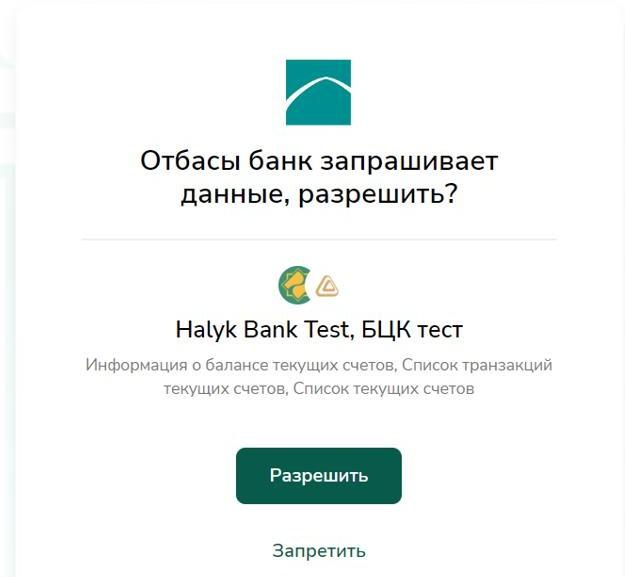 Отбасы банк запрашивает
данные, разрешить?
Halyk Bank Test, БЦК тест
Информация о балансе текущих счетов, Список транзакций
текущих счетов, Список текущих счетов
Разрешить
Запретить